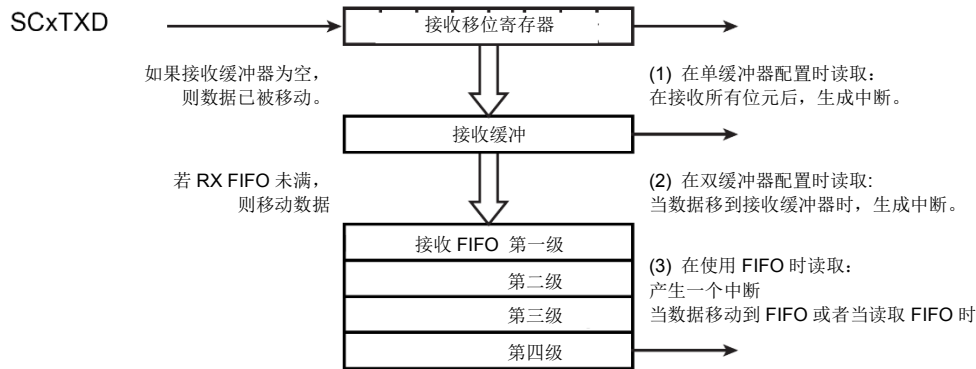 SCxTXD
接收移位寄存器
如果接收缓冲器为空，
则数据已被移动。
(1) 在单缓冲器配置时读取：
在接收所有位元后，生成中断。
接收缓冲
若 RX FIFO 未满，
则移动数据
(2) 在双缓冲器配置时读取:
当数据移到接收缓冲器时，生成中断。
接收 FIFO 第一级
第二级
第三级
第四级
(3) 在使用 FIFO 时读取：
产生一个中断
当数据移动到 FIFO 或者当读取 FIFO 时